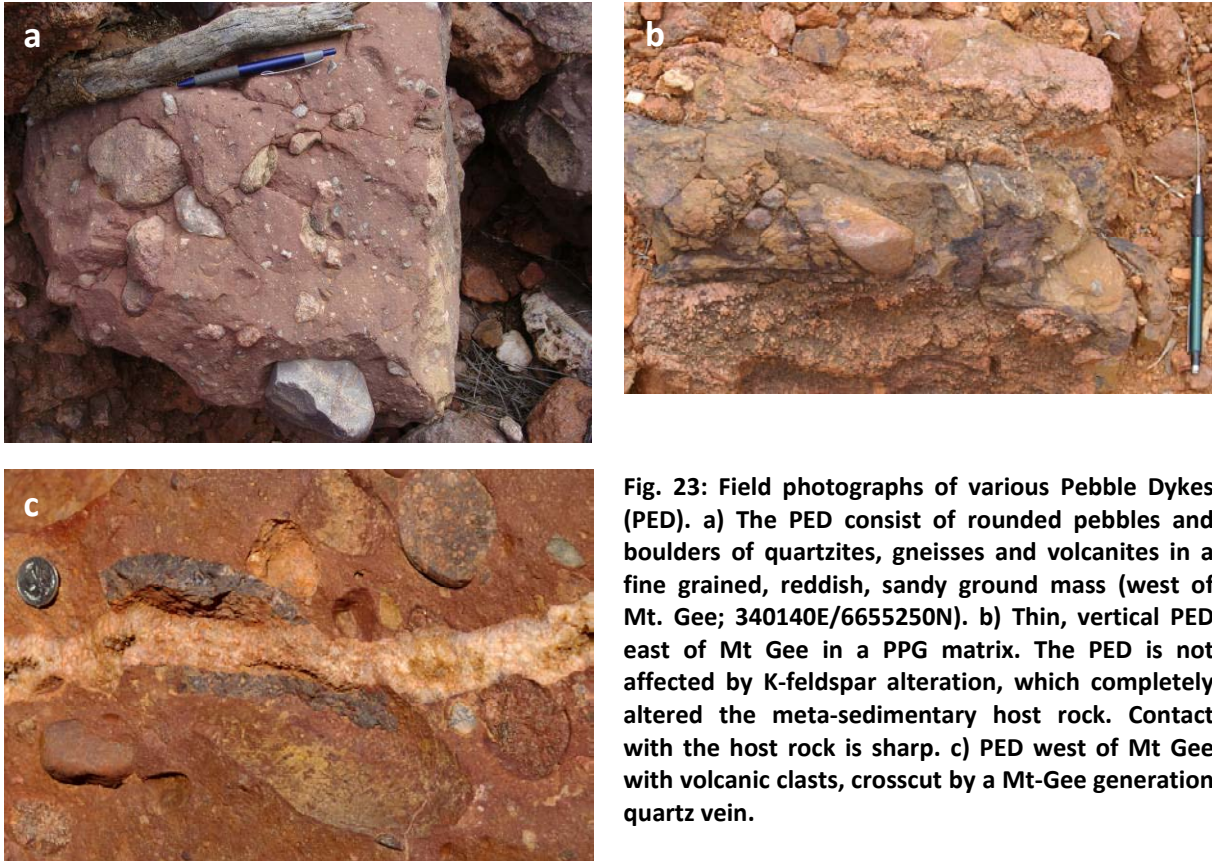 a
b
c
Fig. 23: Field photographs of various Pebble Dykes
(PED). a) The PED consist of rounded pebbles and
boulders of quartzites, gneisses and volcanites in a
fine grained, reddish, sandy ground mass (west of
Mt. Gee; 340140E/6655250N). b) Thin, vertical PED
east of Mt Gee in a PPG matrix. The PED is not
affected by K-feldspar alteration, which completely
altered the meta-sedimentary host rock. Contact
with the host rock is sharp. c) PED west of Mt Gee
with volcanic clasts, crosscut by a Mt-Gee generation
quartz vein.